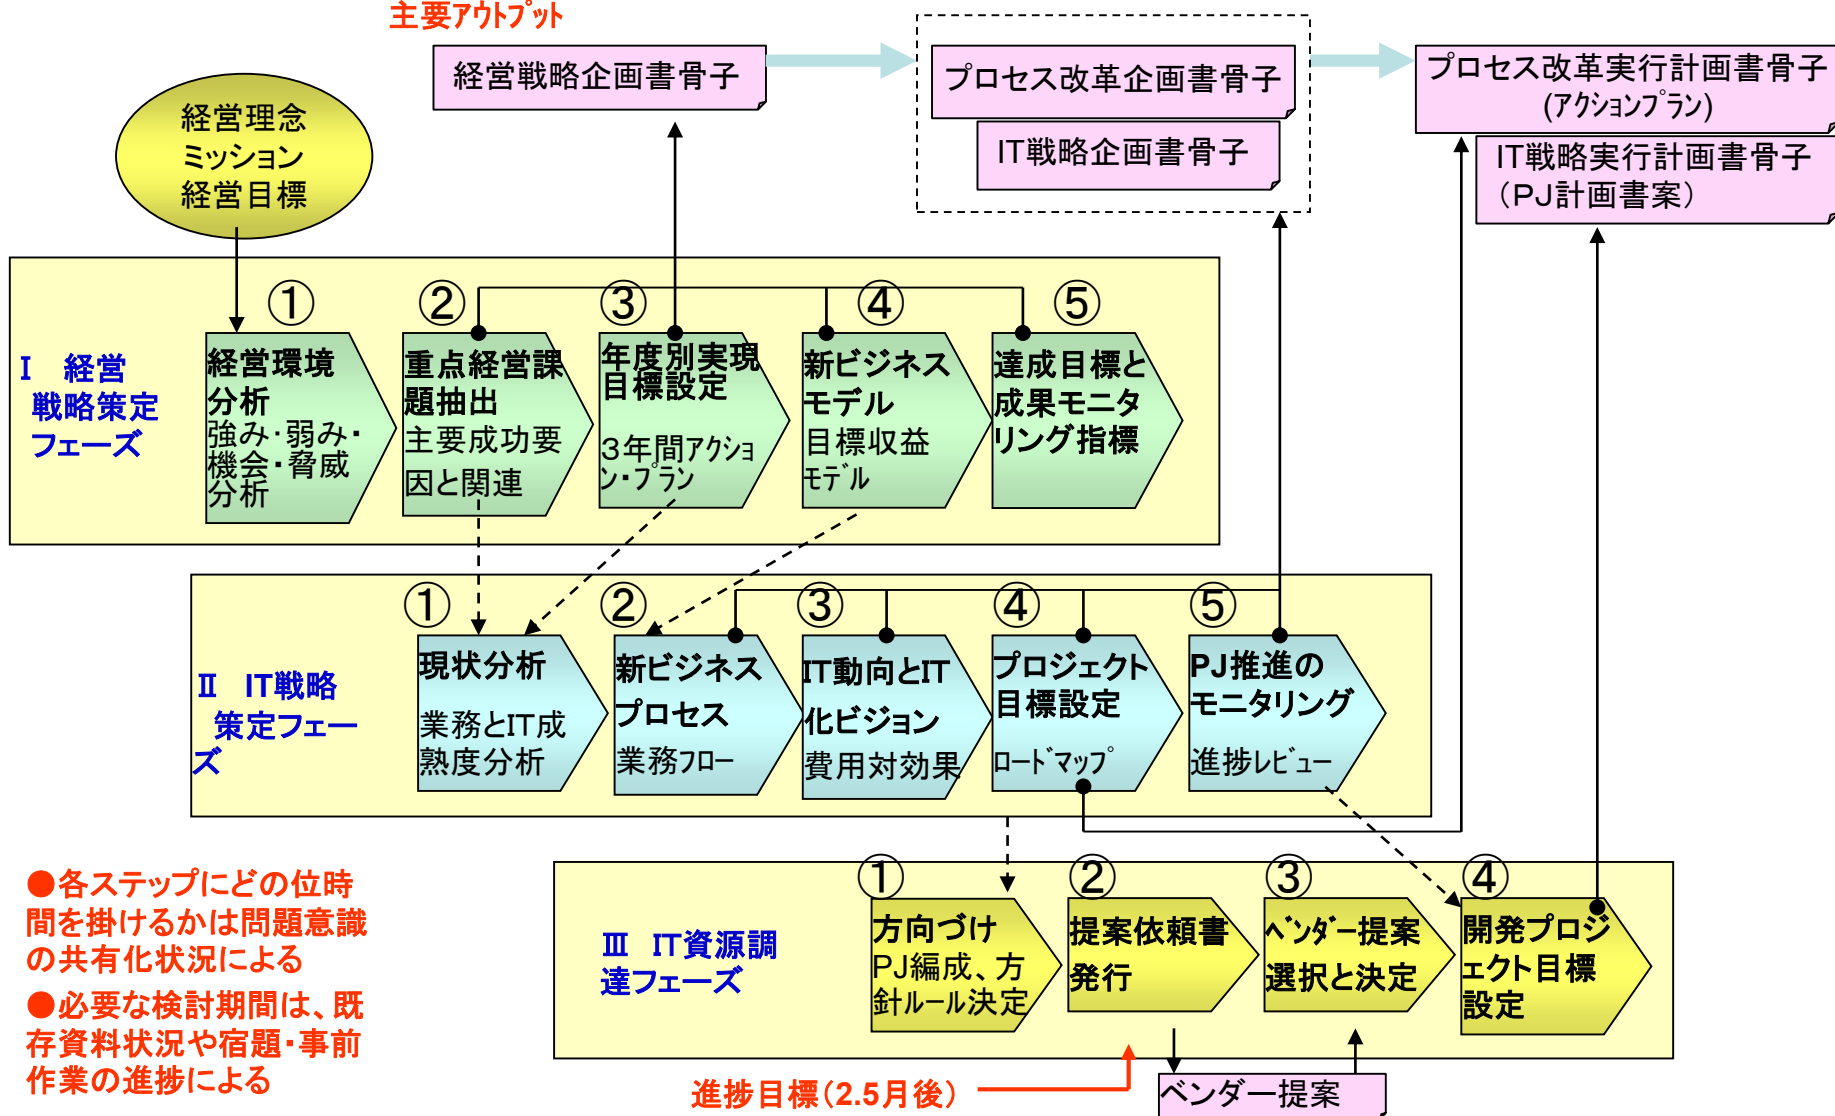 主要アウトプット
経営戦略企画書骨子
プロセス改革企画書骨子
IT戦略企画書骨子
プロセス改革実行計画書骨子
(アクションプラン)
IT戦略実行計画書骨子
（PJ計画書案）
経営理念
ミッション
経営目標
Ⅰ 経営
戦略策定
フェーズ
①
経営環境
分析
強み・弱み・
機会・脅威
分析
②
重点経営課
題抽出
主要成功要
因と関連
③
年度別実現
目標設定
３年間アクショ
ン・プラン
④
新ビジネス
モデル
目標収益
モデル
⑤
達成目標と
成果モニタ
リング指標
Ⅱ IT戦略
策定フェー
ズ
①
現状分析
業務とIT成
熟度分析
②
新ビジネス
プロセス
業務フロー
③
IT動向とIT
化ビジョン
費用対効果
④
プロジェクト
目標設定
ロードマップ
⑤
PJ推進の
モニタリング
進捗レビュー
Ⅲ IT資源調
達フェーズ
①
方向づけ
PJ編成、方
針ルール決定
②
提案依頼書
発行
③
ベンダー提案
選択と決定
④
開発プロジ
ェクト目標
設定
●各ステップにどの位時
間を掛けるかは問題意識
の共有化状況による
●必要な検討期間は、既
存資料状況や宿題・事前
作業の進捗による
進捗目標（2.5月後）
ベンダー提案